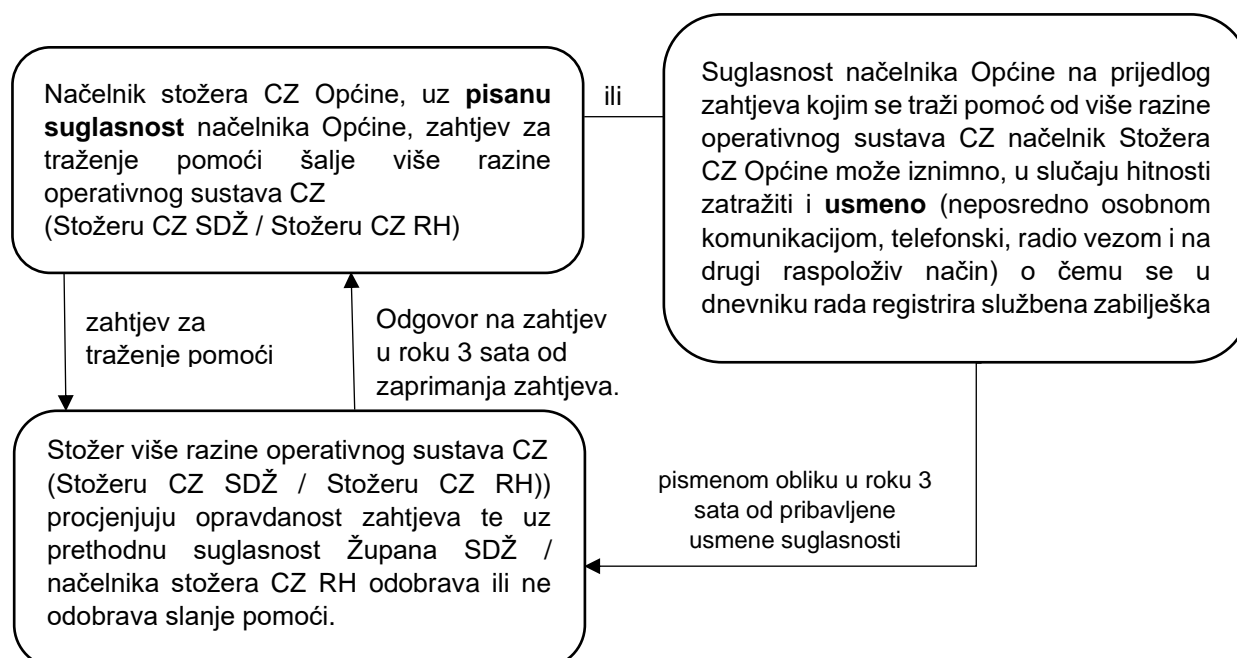 Načelnik stožera CZ Općine, uz pisanu
suglasnost načelnika Općine, zahtjev za
traženje pomoći šalje više razine
operativnog sustava CZ
(Stožeru CZ SDŽ / Stožeru CZ RH)
ili
Suglasnost načelnika Općine na prijedlog
zahtjeva kojim se traži pomoć od više razine
operativnog sustava CZ načelnik Stožera
CZ Općine može iznimno, u slučaju hitnosti
zatražiti i usmeno (neposredno osobnom
komunikacijom, telefonski, radio vezom i na
drugi raspoloživ način) o čemu se u
dnevniku rada registrira službena zabilješka
zahtjev za
traženje pomoći
Odgovor na zahtjev
u roku 3 sata od
zaprimanja zahtjeva.
Stožer više razine operativnog sustava CZ
(Stožeru CZ SDŽ / Stožeru CZ RH))
procjenjuju opravdanost zahtjeva te uz
prethodnu suglasnost Župana SDŽ /
načelnika stožera CZ RH odobrava ili ne
odobrava slanje pomoći.
pismenom obliku u roku 3
sata od pribavljene
usmene suglasnosti